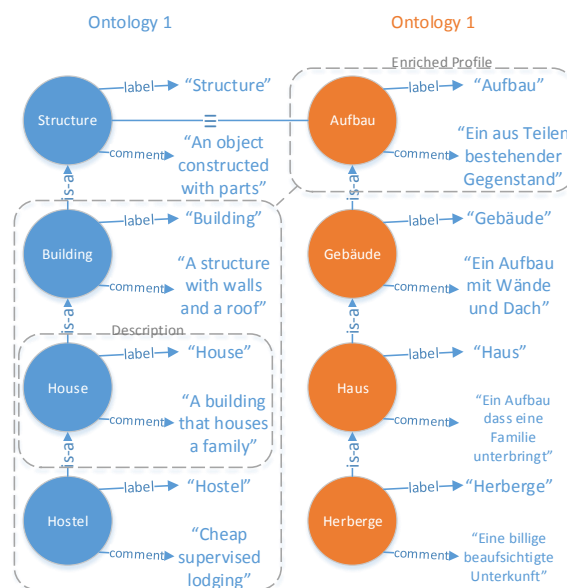 Ontology 1
Ontology 1
Enriched Profile
Structure
label
"Structure"
≡
comment
"An object
constructed
with parts"
Aufbau
label
"Aufbau"
comment
"Ein aus Teilen
bestehender
Gegenstand"
is-a
is-a
Building
label
"Building"
comment
"A structure
with walls
and a roof"
Gebäude
label
"Gebäude"
comment
"Ein Aufbau
mit Wände
und Dach"
is-a
is-a
Description
House
label
"House"
comment
"A building
that houses
a family"
Haus
label
"Haus"
comment
"Ein Aufbau
dass eine
Familie
unterbringt"
is-a
is-a
Hostel
label
"Hostel"
comment
"Cheap
supervised
lodging"
Herberge
label
"Herberge"
comment
"Eine billige
beaufsichtigte
Unterkunft"